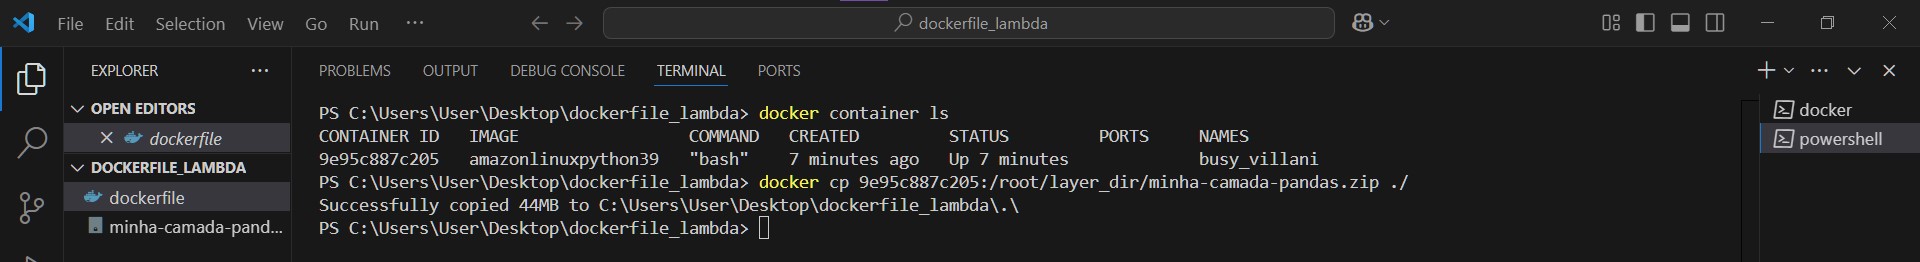 File Edit Selection View Go Run ... dockerfile_lambda
EXPLORER ...
OPEN EDITORS
dockerfile
DOCKERFILE_LAMBDA
dockerfile
minha-camada-pand...
PROBLEMS OUTPUT DEBUG CONSOLE TERMINAL PORTS
PS C:\Users\User\Desktop\dockerfile_lambda> docker container ls
CONTAINER ID   IMAGE                 COMMAND   CREATED         STATUS         PORTS     NAMES
9e95c887c205   amazonlinuxpython39   "bash"    7 minutes ago   Up 7 minutes             busy_villani
PS C:\Users\User\Desktop\dockerfile_lambda> docker cp 9e95c887c205:/root/layer_dir/minha-camada-pandas.zip ./
Successfully copied 44MB to C:\Users\User\Desktop\dockerfile_lambda\.\
PS C:\Users\User\Desktop\dockerfile_lambda>
docker
powershell